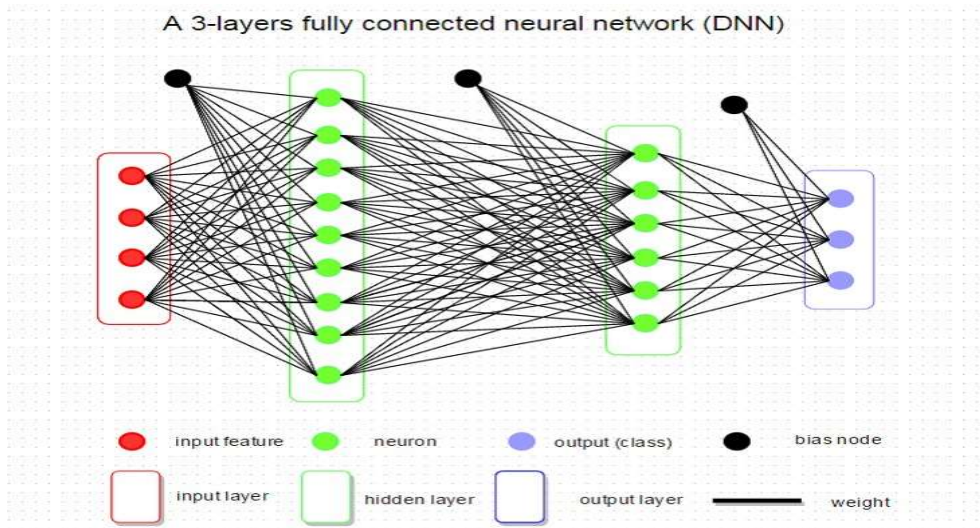 A 3-layers fully connected neural network (DNN)
input feature
neuron
output (class)
bias node
input layer
hidden layer
output layer
weight